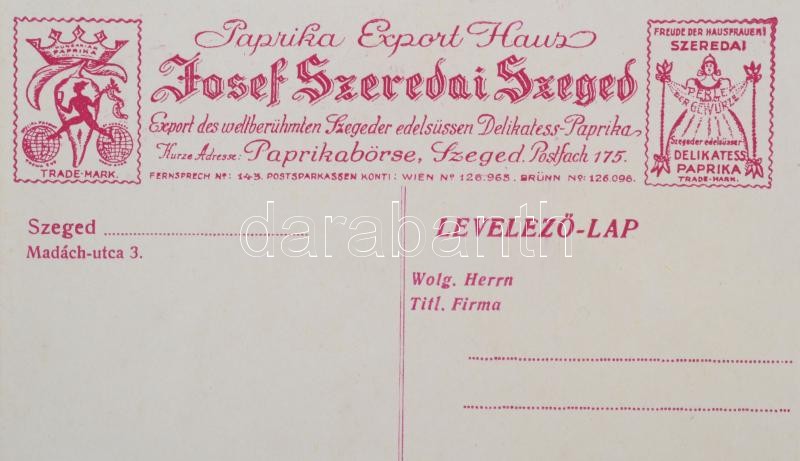 HUNGARIAN
PAPRIKA
TRADE-MARK.
Paprika Export Haus
Josef Szeredai Szeged
Export des weltberühmten Szegeder edelsüssen Delikatess-Paprika
Kurze Adresse: Paprikabörse, Szeged. Postfach 175.
FERNSPRECH Nº: 143. POSTSPARKASSEN KONTI: WIEN Nº 126.965. BRÜNN Nº: 126.096.
FREUDE DER HAUSFRAUEN!
SZEREDAI
PERLE
DER GEWÜRZE
Szegeder edelsüsser
DELIKATESS
PAPRIKA
TRADE-MARK.
Szeged
Madách-utca 3.
LEVELEZŐ-LAP
Wolg. Herrn
Titl. Firma
darabanth